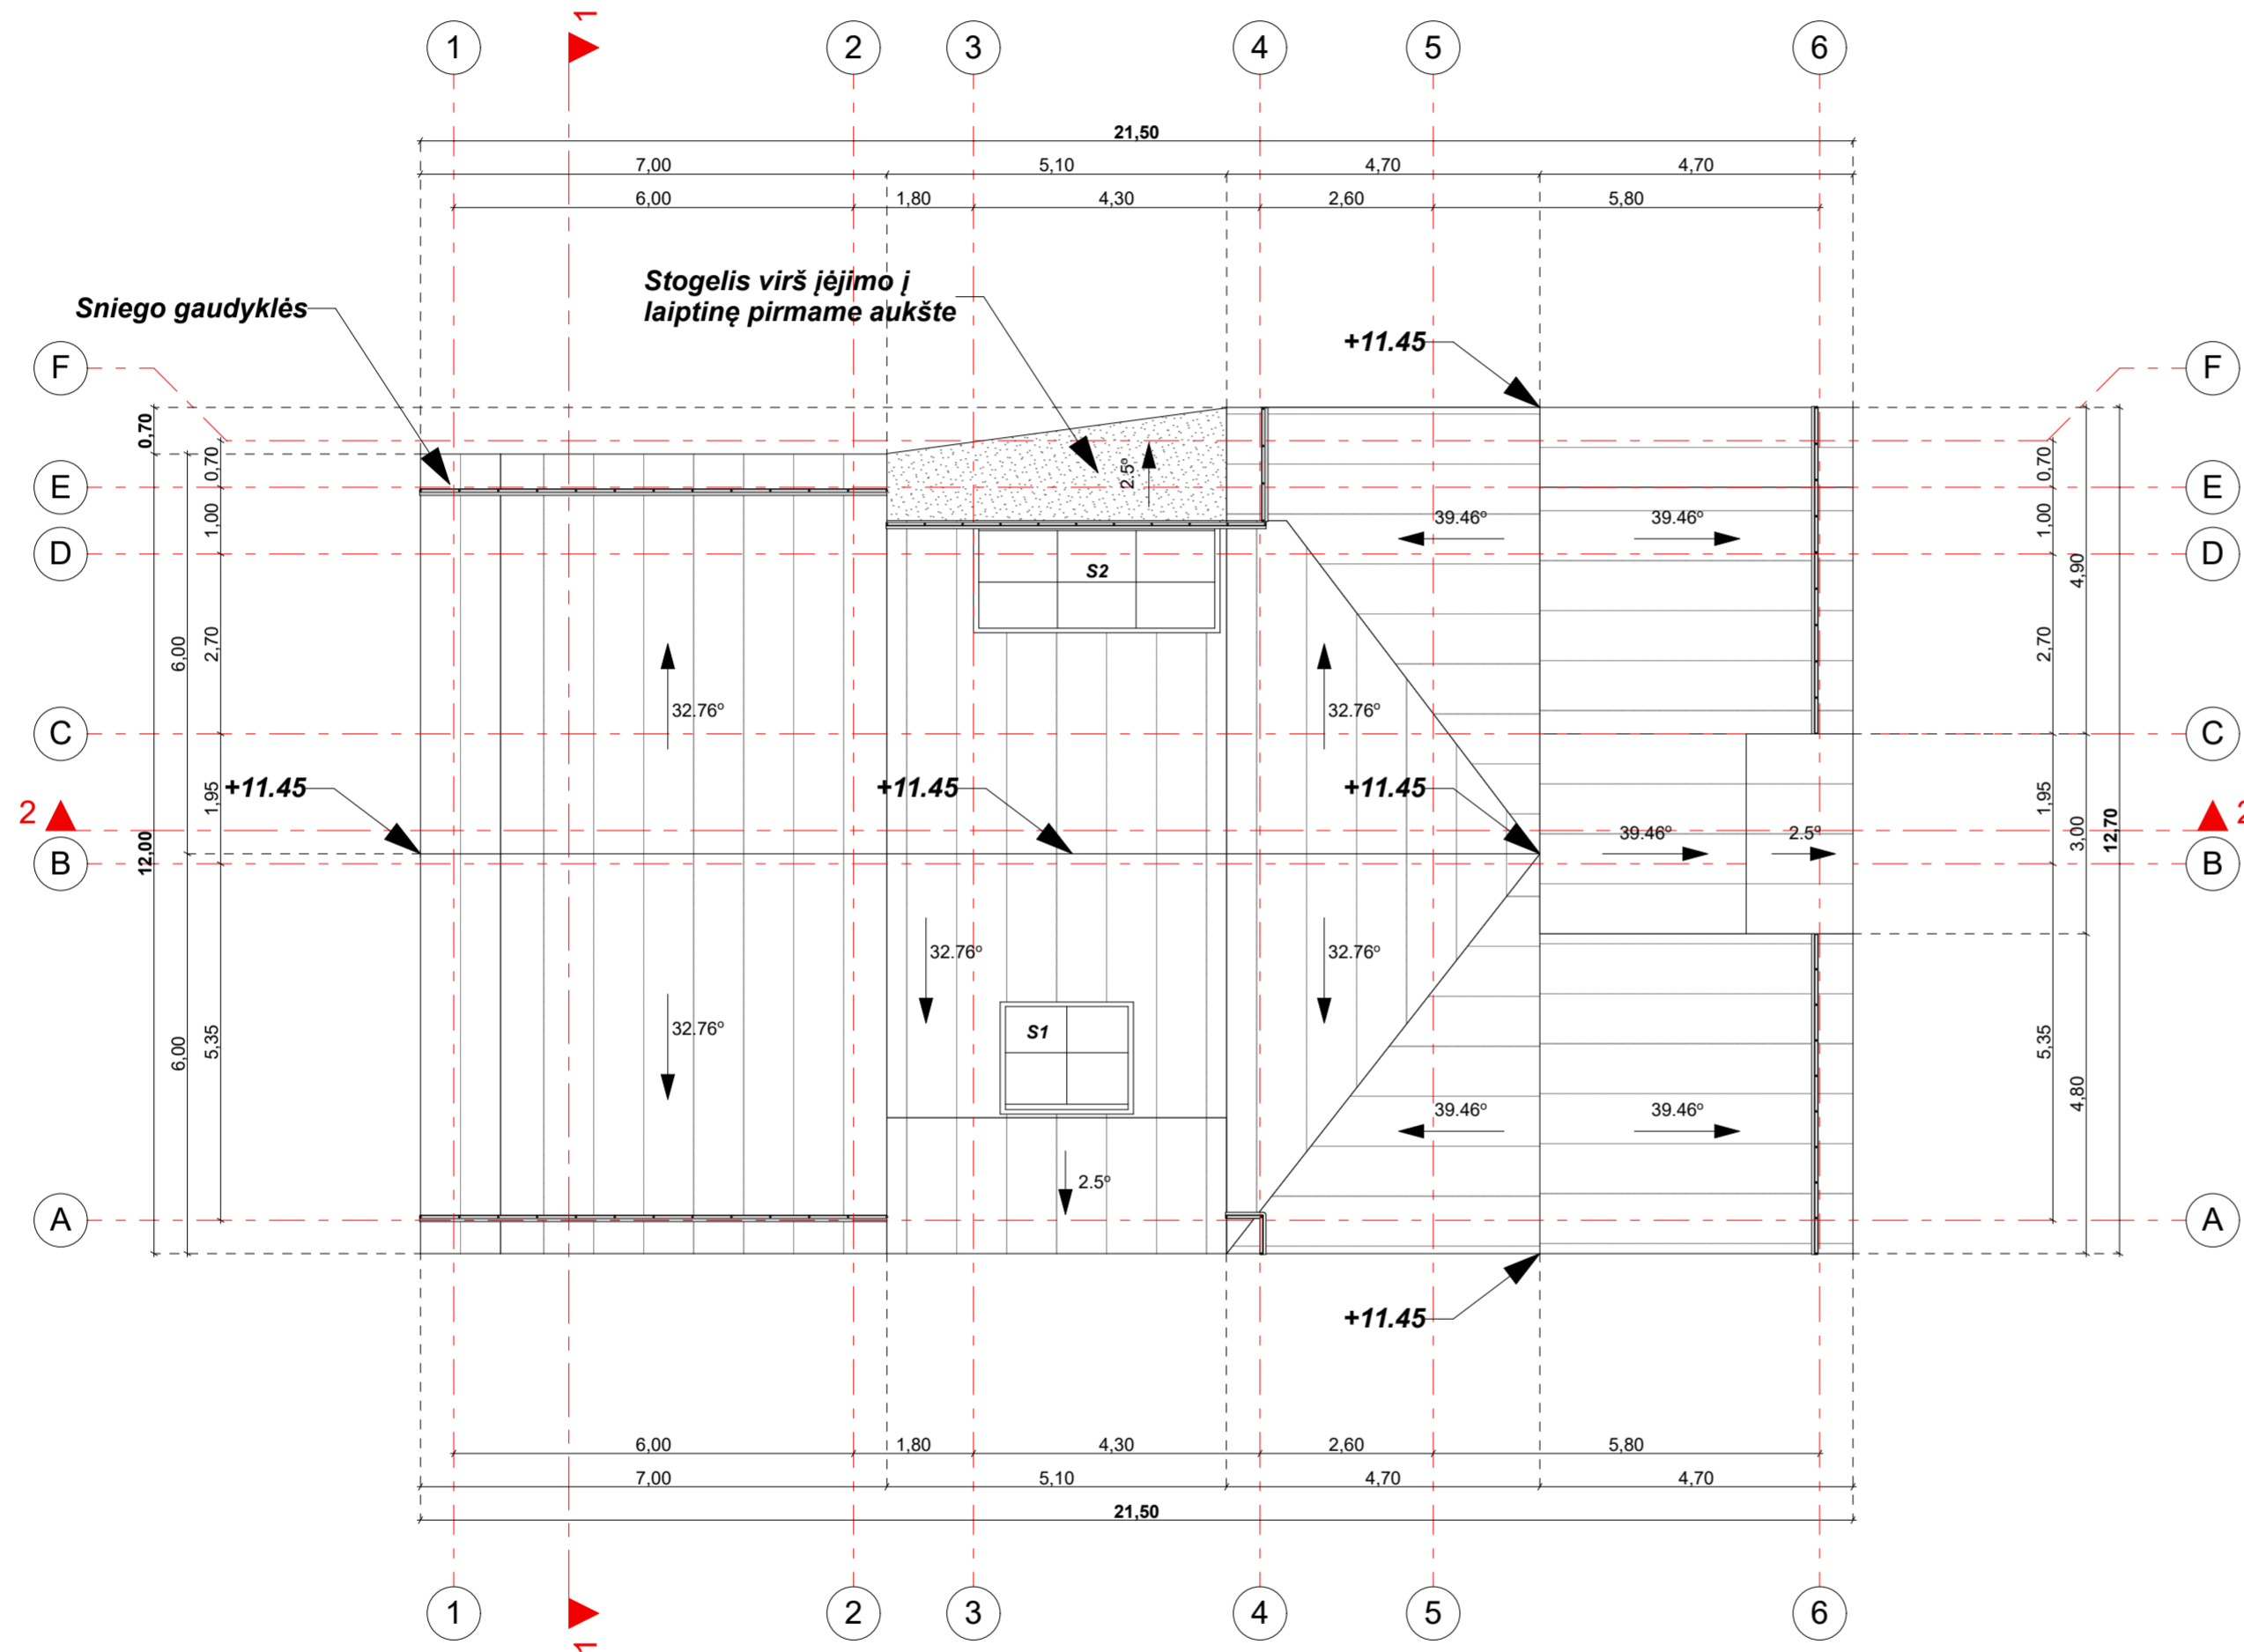 1
1 2 3 4 5 6
21,50
7,00 5,10 4,70 4,70
6,00 1,80 4,30 2,60 5,80
Stogelis virš įėjimo į
laiptinę pirmame aukšte
Sniego gaudyklės
+11.45
F F
0,70
0,70 0,70
E E
2.5º
39.46º 39.46º
1,00 1,00
D D
S2
4,90
6,00 2,70 2,70
32.76º 32.76º
C C
+11.45 +11.45 +11.45
1,95 1,95
2 2
39.46º 2.5º
3,00 12,70
12,00
B B
32.76º 32.76º
32.76º
S1
6,00 5,35 5,35
4,80
39.46º 39.46º
2.5º
A A
+11.45
6,00 1,80 4,30 2,60 5,80
7,00 5,10 4,70 4,70
21,50
1 2 3 4 5 6
1